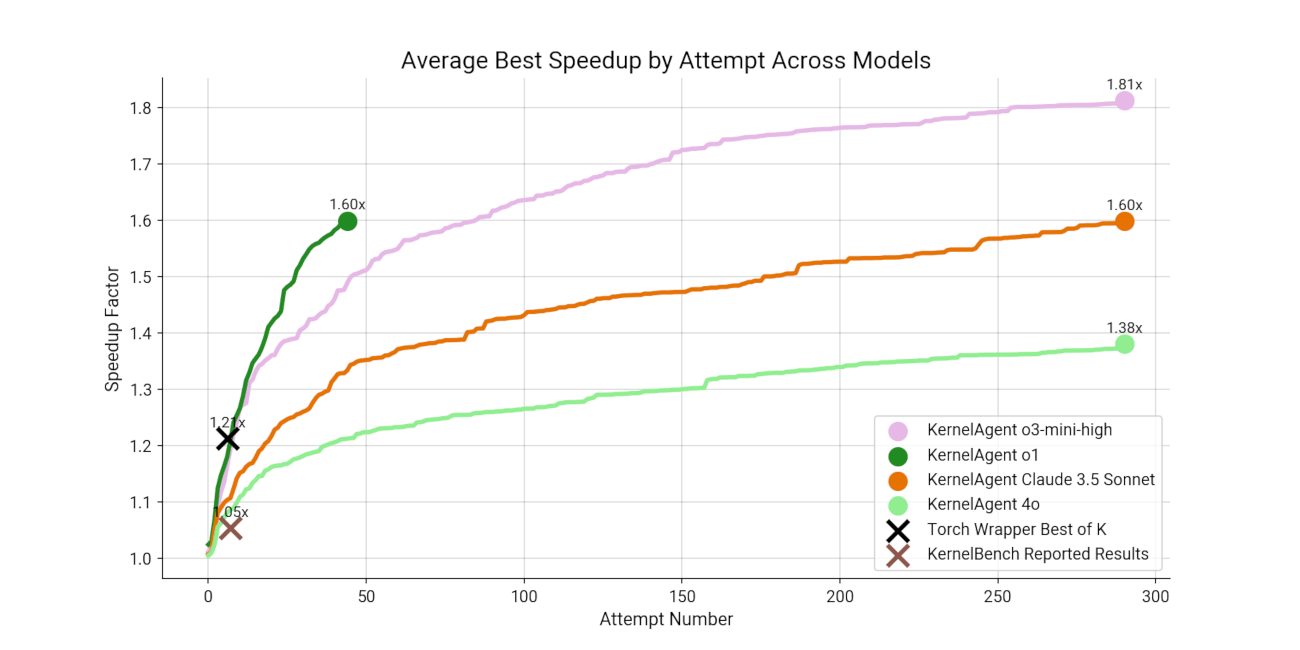 Average Best Speedup by Attempt Across Models
1.81x
1.8
1.7
1.60x
1.60x
1.6
1.5
1.38x
1.4
1.3
1.21x
1.2
1.1
1.05x
1.0
Speedup Factor
KernelAgent o3-mini-high
KernelAgent o1
KernelAgent Claude 3.5 Sonnet
KernelAgent 4o
Torch Wrapper Best of K
KernelBench Reported Results
0 50 100 150 200 250 300
Attempt Number